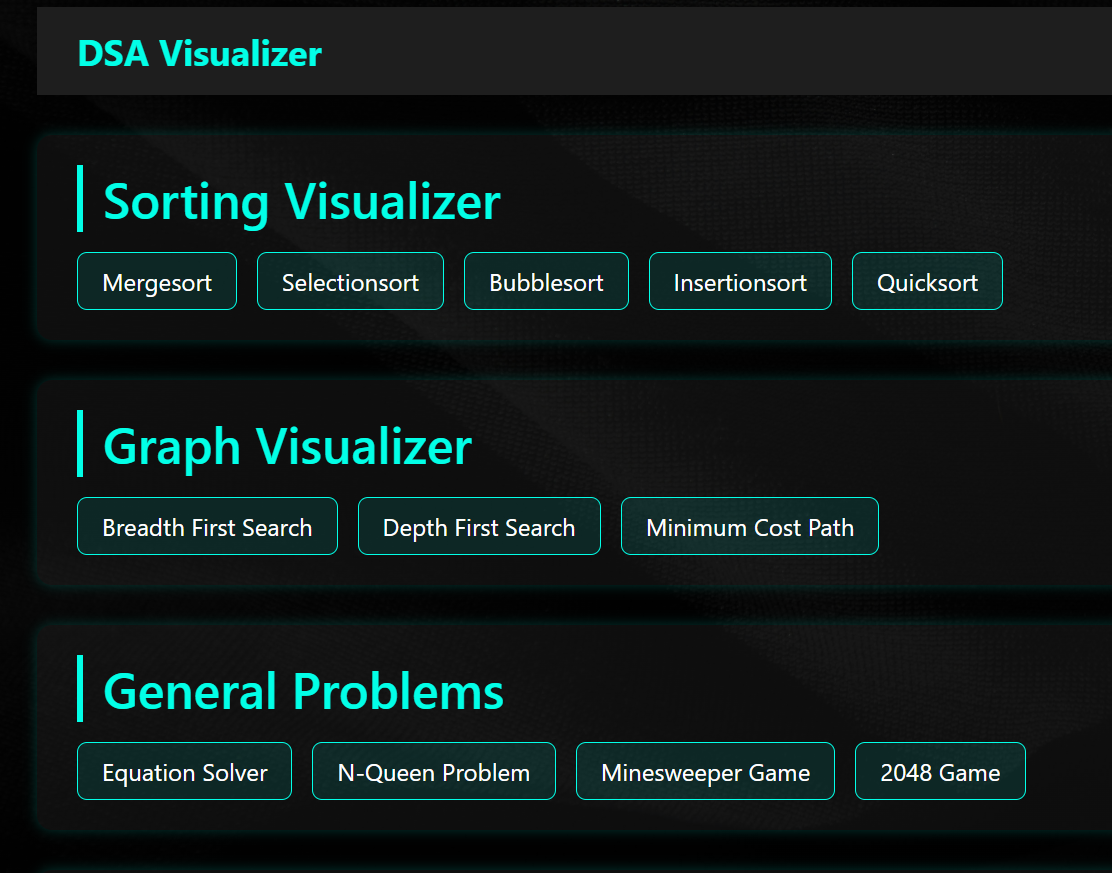 DSA Visualizer
Sorting Visualizer
Mergesort Selectionsort Bubblesort Insertionsort Quicksort
Graph Visualizer
Breadth First Search Depth First Search Minimum Cost Path
General Problems
Equation Solver N-Queen Problem Minesweeper Game 2048 Game